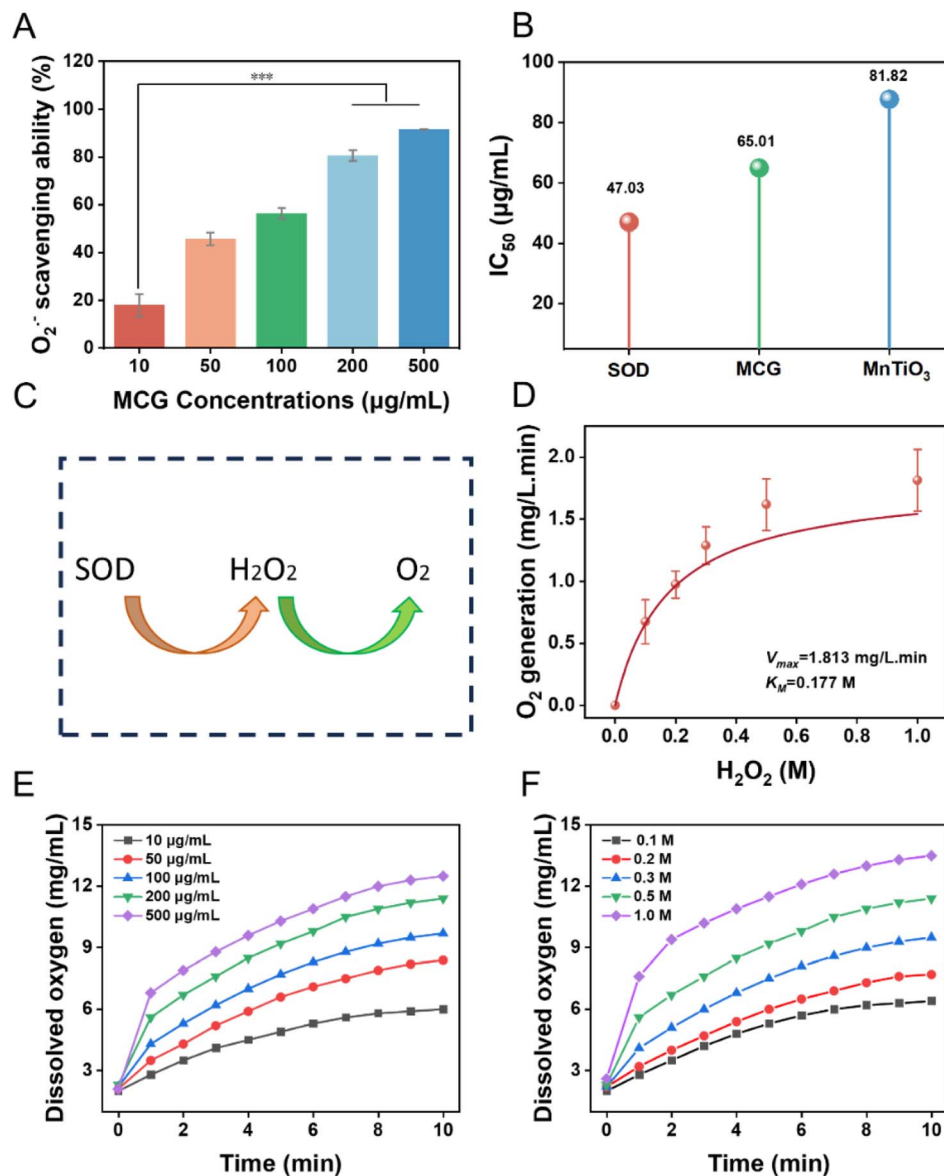 A
O₂·⁻ scavenging ability (%)
120
100
80
60
40
20
0
***
10 50 100 200 500
MCG Concentrations (μg/mL)
B
IC₅₀ (μg/mL)
100
80
60
40
20
47.03
65.01
81.82
SOD MCG MnTiO₃
C
SOD H₂O₂ O₂
D
O₂ generation (mg/L.min)
2.0
1.5
1.0
0.5
0.0
Vmax=1.813 mg/L.min
KM=0.177 M
0.0 0.2 0.4 0.6 0.8 1.0
H₂O₂ (M)
E
Dissolved oxygen (mg/mL)
15
12
9
6
3
10 μg/mL
50 μg/mL
100 μg/mL
200 μg/mL
500 μg/mL
0 2 4 6 8 10
Time (min)
F
Dissolved oxygen (mg/mL)
15
12
9
6
3
0.1 M
0.2 M
0.3 M
0.5 M
1.0 M
0 2 4 6 8 10
Time (min)